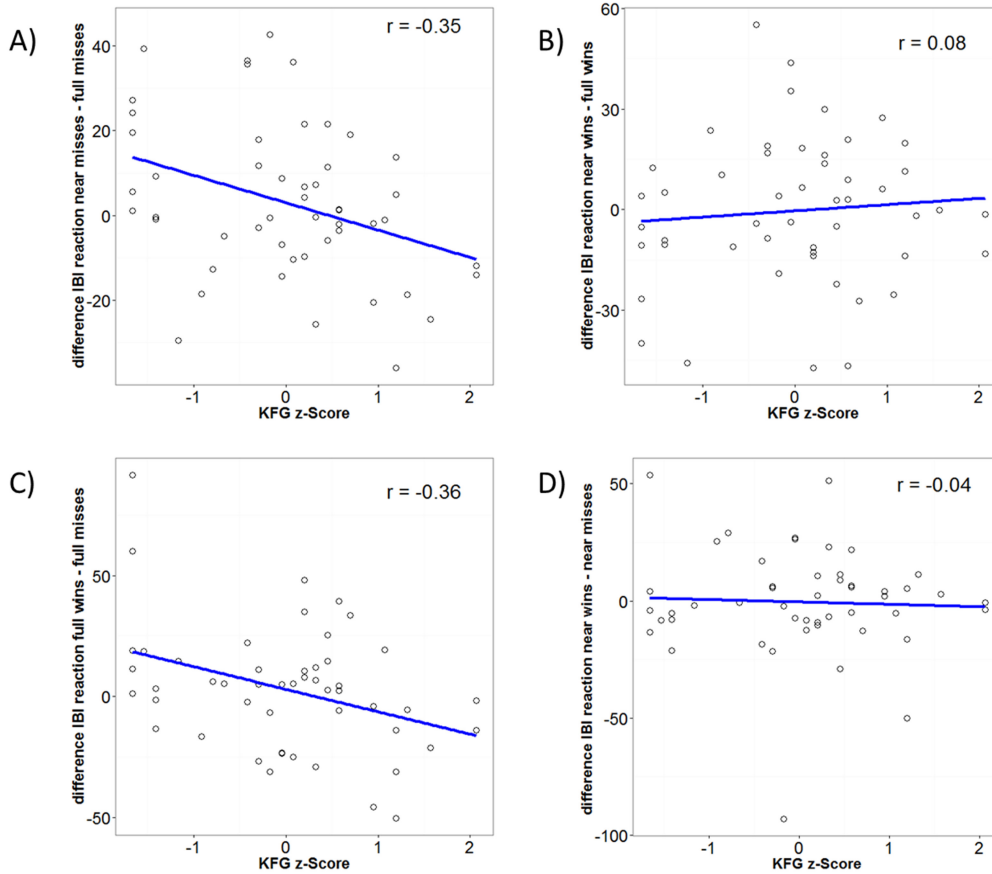 A)
r = -0.35
difference IBI reaction near misses - full misses
40
20
0
-20
-1
0
1
2
KFG z-Score
B)
r = 0.08
difference IBI reaction near wins - full wins
60
30
0
-30
-1
0
1
2
KFG z-Score
C)
r = -0.36
difference IBI reaction full wins - full misses
50
0
-50
-1
0
1
2
KFG z-Score
D)
r = -0.04
difference IBI reaction near wins - near misses
50
0
-50
-100
-1
0
1
2
KFG z-Score